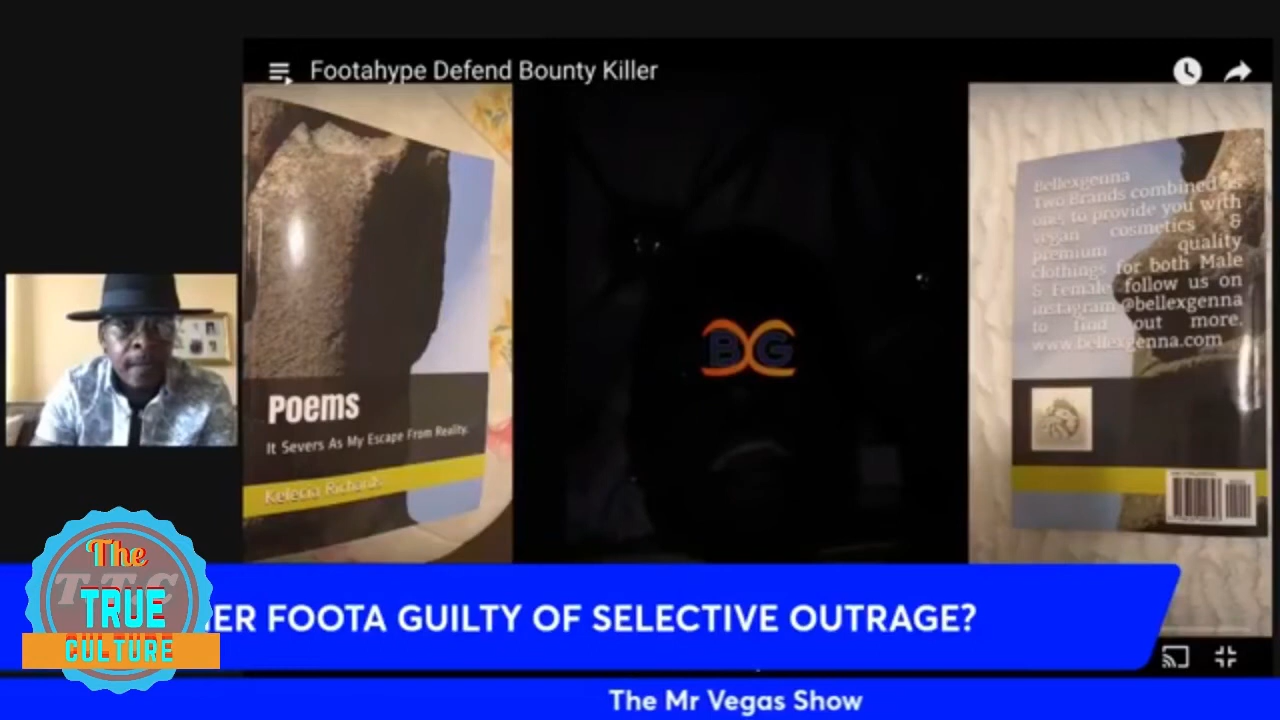 Footahype Defend Bounty Killer
Poems
It Severs As My Escape From Reality.
Kelecia Richards
BG
Bellexgenna
Two Brands combined as
one, to provide you with
vegan cosmetics &
premium quality
clothings for both Male
& Female, follow us on
instagram @bellexgenna
to find out more.
www.bellexgenna.com
ER FOOTA GUILTY OF SELECTIVE OUTRAGE?
The
T.T.C
TRUE
CULTURE
The Mr Vegas Show